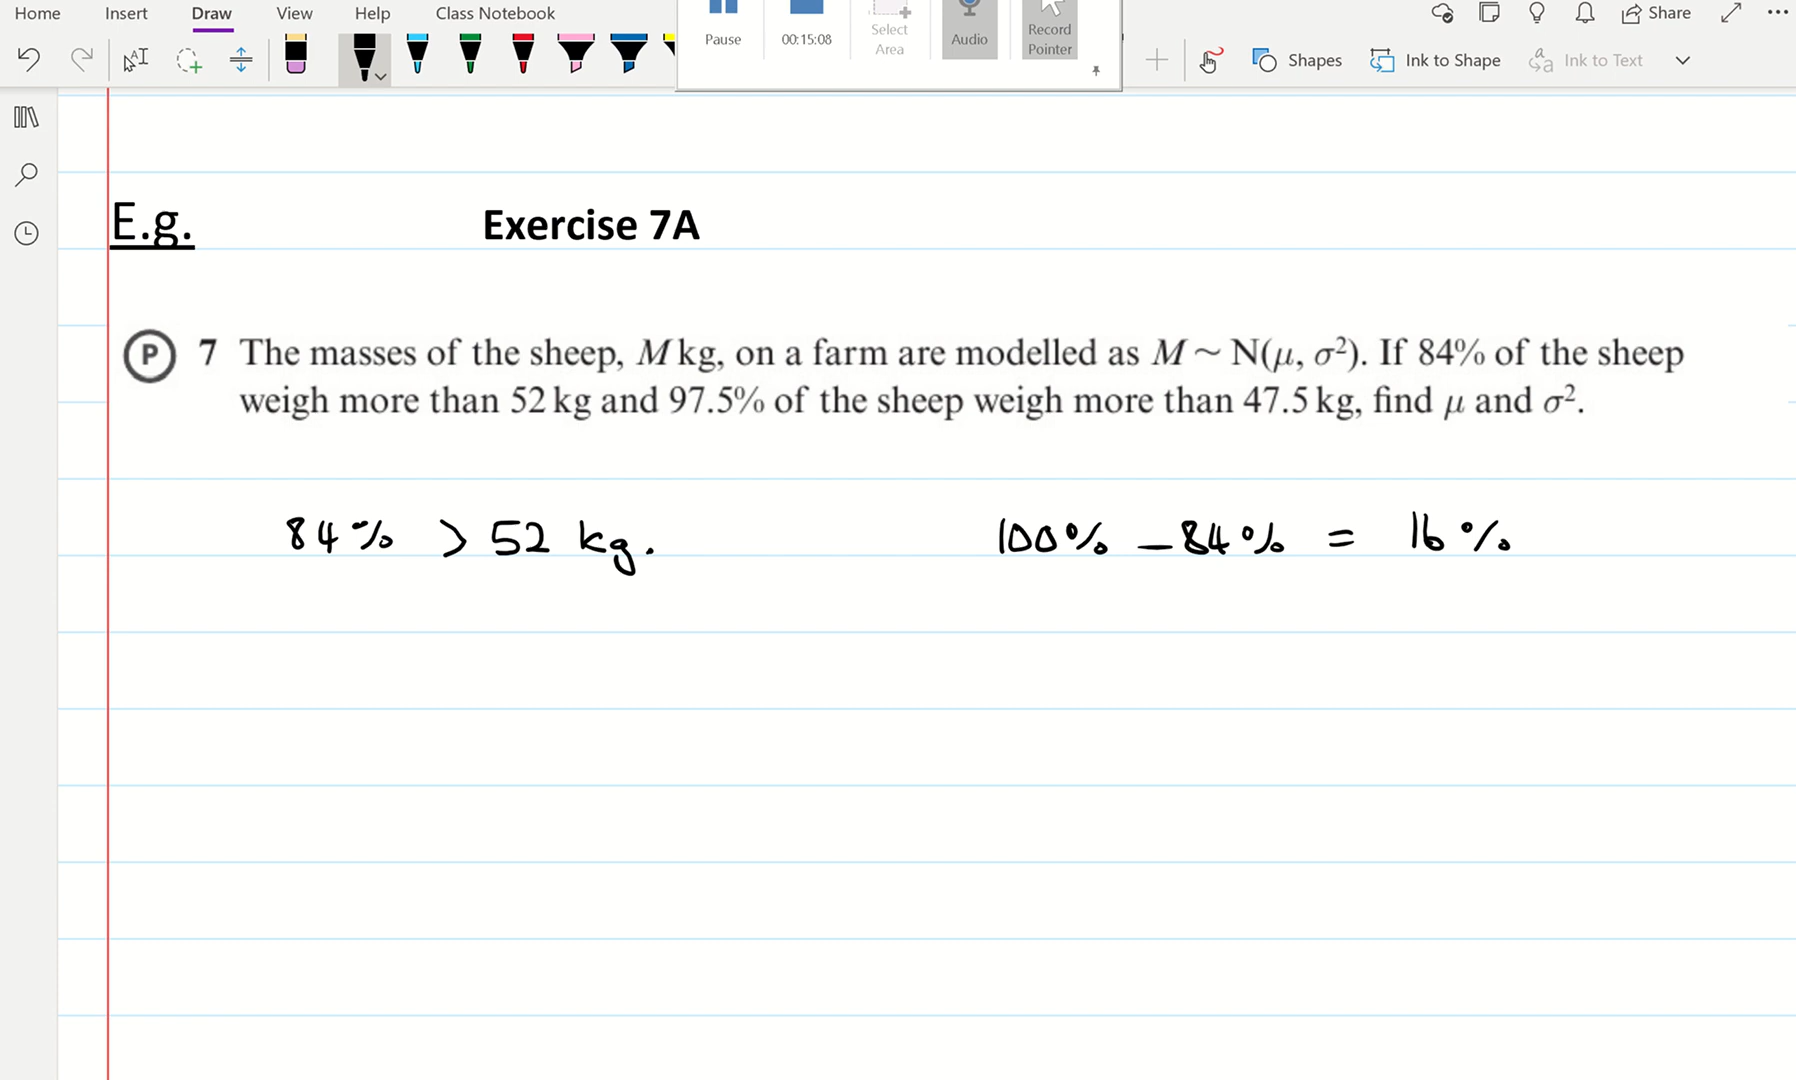 Home Insert Draw View Help Class Notebook Share
Pause 00:15:08 Select Area Audio Record Pointer
Shapes Ink to Shape Ink to Text
E.g. Exercise 7A
P 7 The masses of the sheep, M kg, on a farm are modelled as M ~ N(μ, σ²). If 84% of the sheep
weigh more than 52 kg and 97.5% of the sheep weigh more than 47.5 kg, find μ and σ².
84% > 52 kg. 100% – 84% = 16%